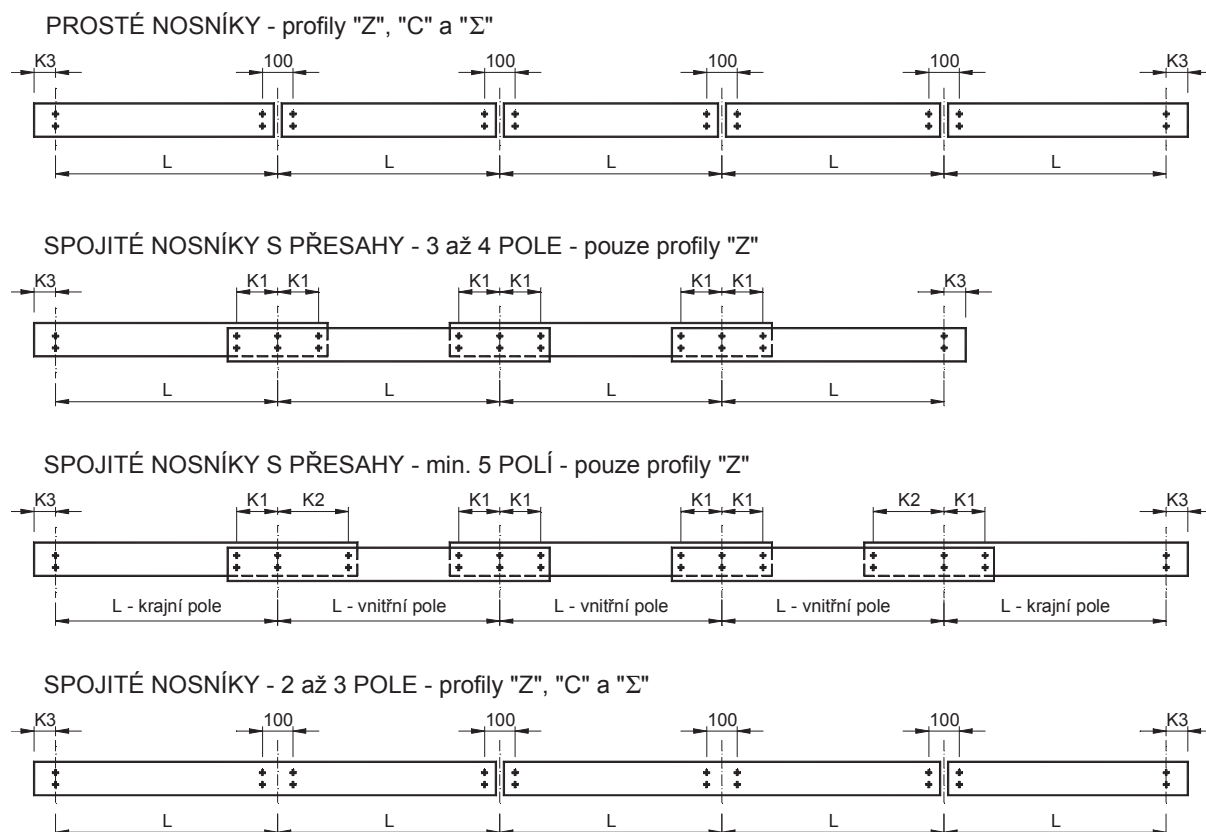 PROSTÉ NOSNÍKY - profily "Z", "C" a "Σ"
K3 100 100 100 100 K3
L L L L L
SPOJITÉ NOSNÍKY S PŘESAHY - 3 až 4 POLE - pouze profily "Z"
K3 K1 K1 K1 K1 K1 K1 K3
L L L L
SPOJITÉ NOSNÍKY S PŘESAHY - min. 5 POLÍ - pouze profily "Z"
K3 K1 K2 K1 K1 K1 K1 K2 K1 K3
L - krajní pole L - vnitřní pole L - vnitřní pole L - vnitřní pole L - krajní pole
SPOJITÉ NOSNÍKY - 2 až 3 POLE - profily "Z", "C" a "Σ"
K3 100 100 100 100 K3
L L L L L